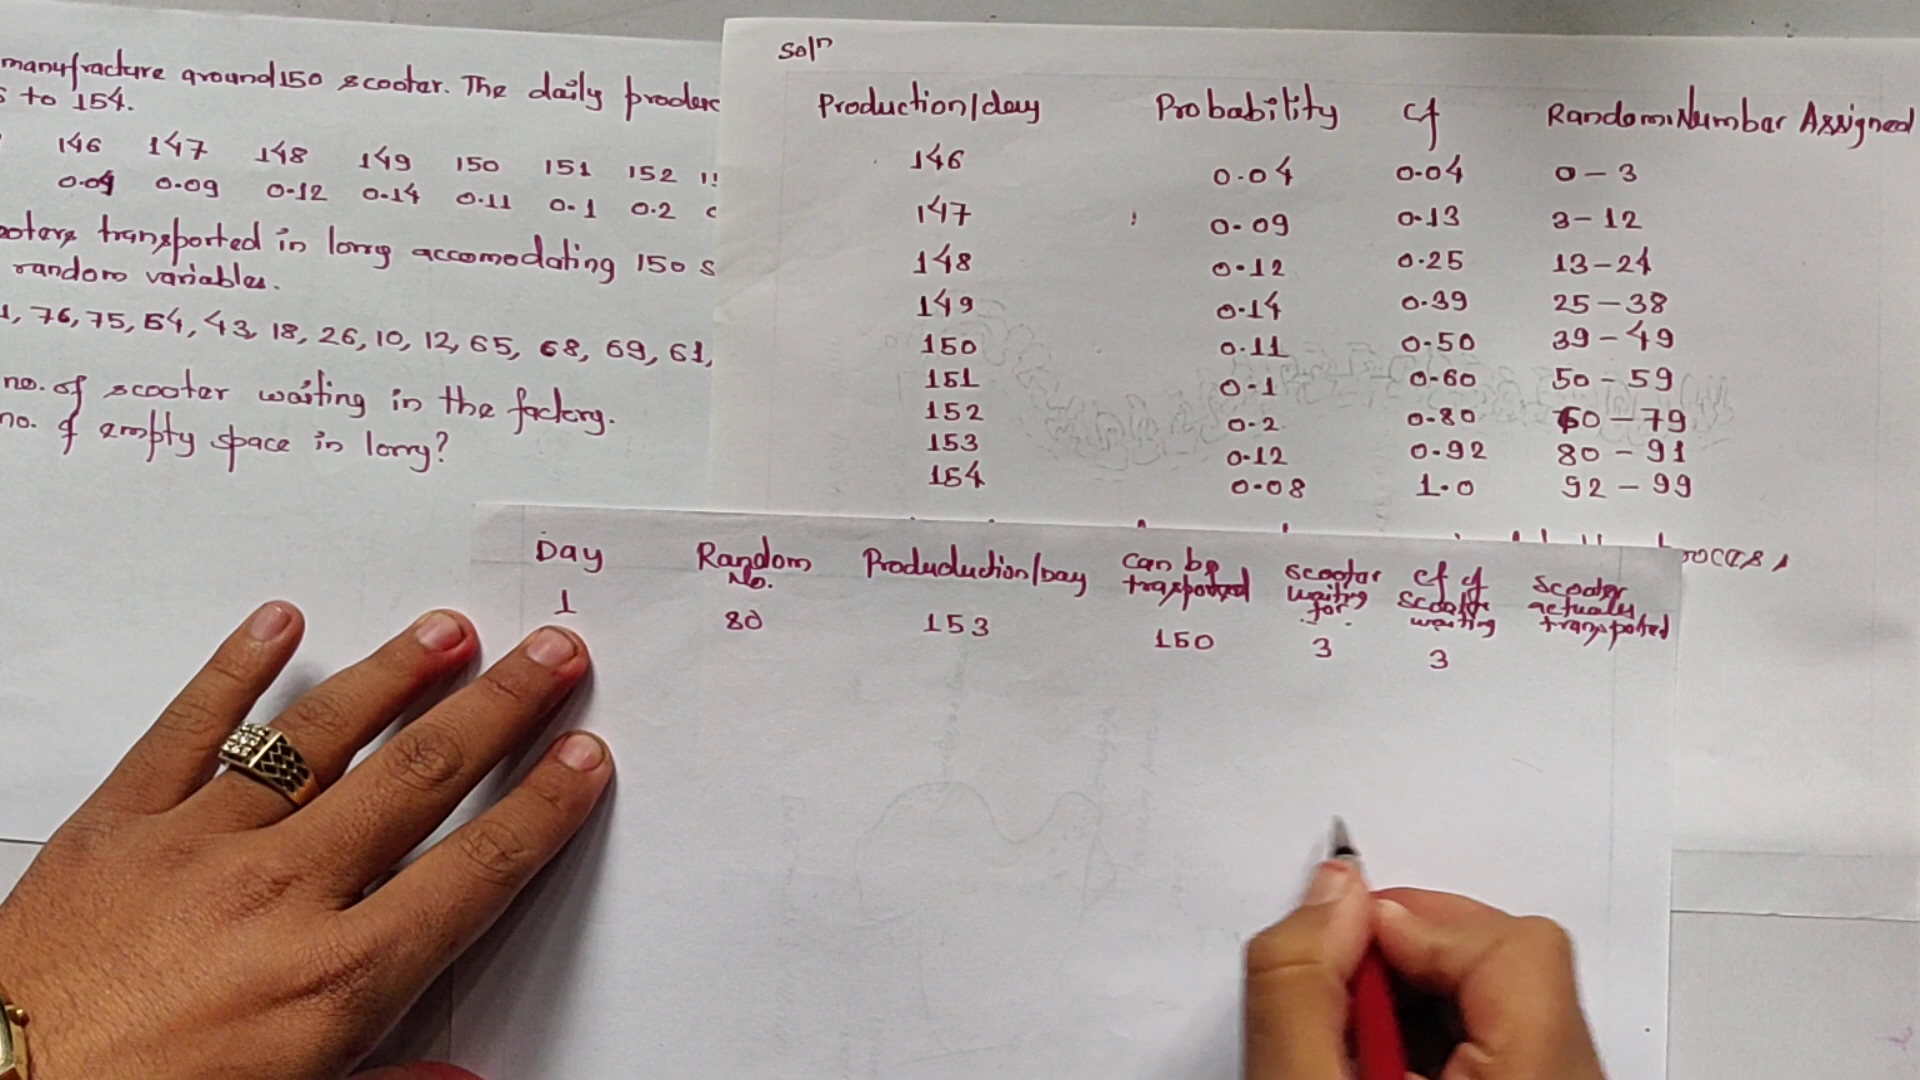 manufracture around 150 scooter. The daily produc
s to 154.
146 147 148 149 150 151 152
0.04 0.09 0.12 0.14 0.11 0.1 0.2
ooters transported in lorry accomodating 150 s
random variables.
1, 76, 75, 54, 43, 18, 26, 10, 12, 65, 68, 69, 61,
no. of scooter waiting in the factory.
no. of empty space in lorry?
Soln
Production/day Probability cf Random Number Assigned
146 0.04 0.04 0-3
147 0.09 0.13 3-12
148 0.12 0.25 13-24
149 0.14 0.39 25-38
150 0.11 0.50 39-49
151 0.1 0.60 50-59
152 0.2 0.80 60-79
153 0.12 0.92 80-91
154 0.08 1.0 92-99
Day Random No. Produduction/Day can be trasported scooter waiting for. cf of scooter waiting scooter actualy transported
1 80 153 150 3 3